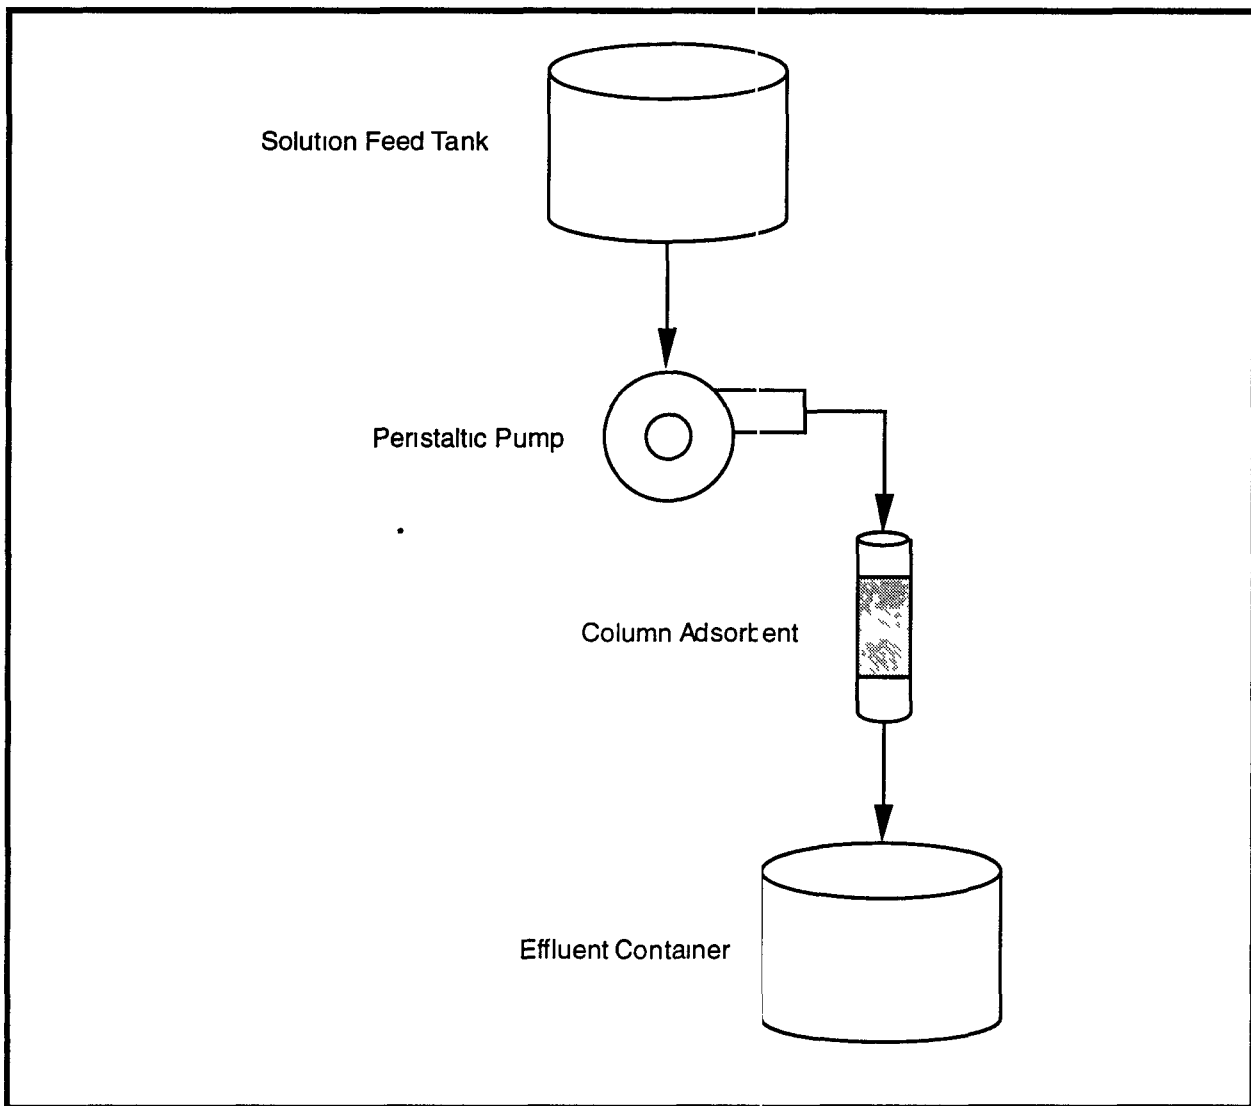 Solution Feed Tank
Peristaltic Pump
Column Adsorbent
Effluent Container